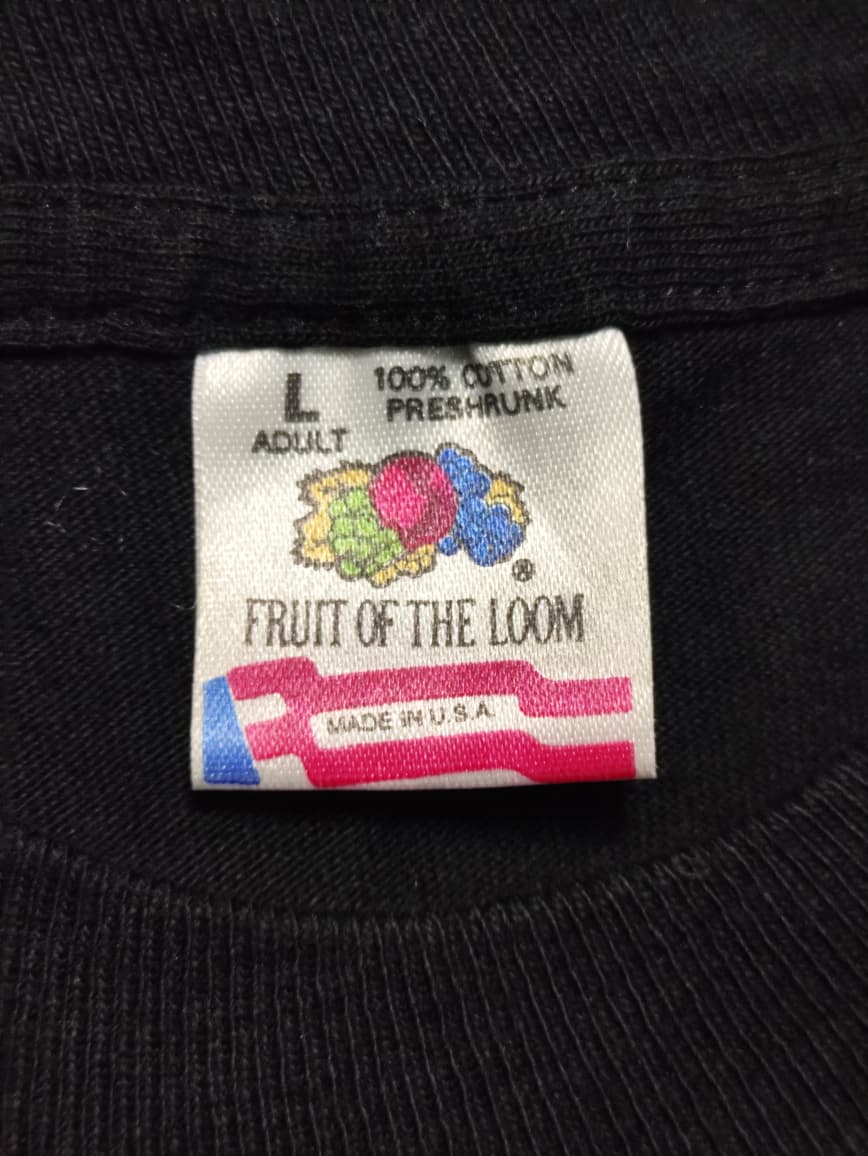 L
ADULT
100% COTTON
PRESHRUNK
®
FRUIT OF THE LOOM
MADE IN U.S.A.